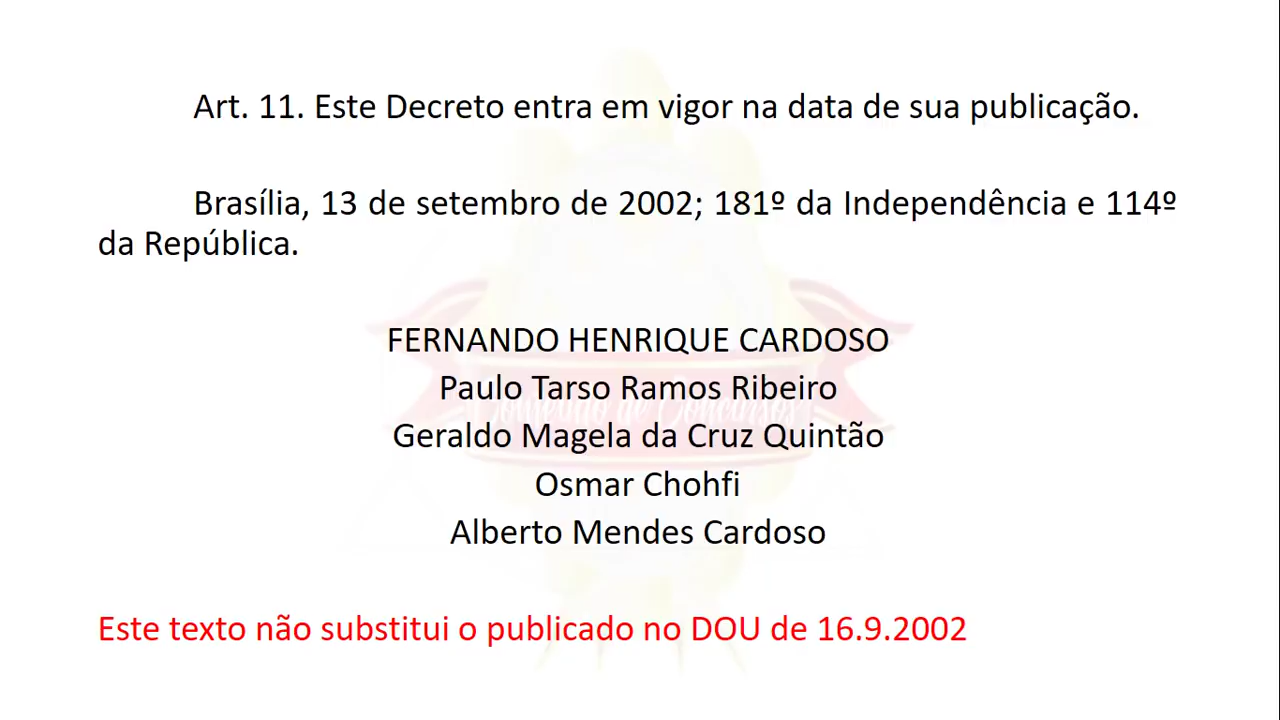 Art. 11. Este Decreto entra em vigor na data de sua publicação.
Brasília, 13 de setembro de 2002; 181º da Independência e 114º
da República.
FERNANDO HENRIQUE CARDOSO
Paulo Tarso Ramos Ribeiro
Geraldo Magela da Cruz Quintão
Osmar Chohfi
Alberto Mendes Cardoso
Este texto não substitui o publicado no DOU de 16.9.2002